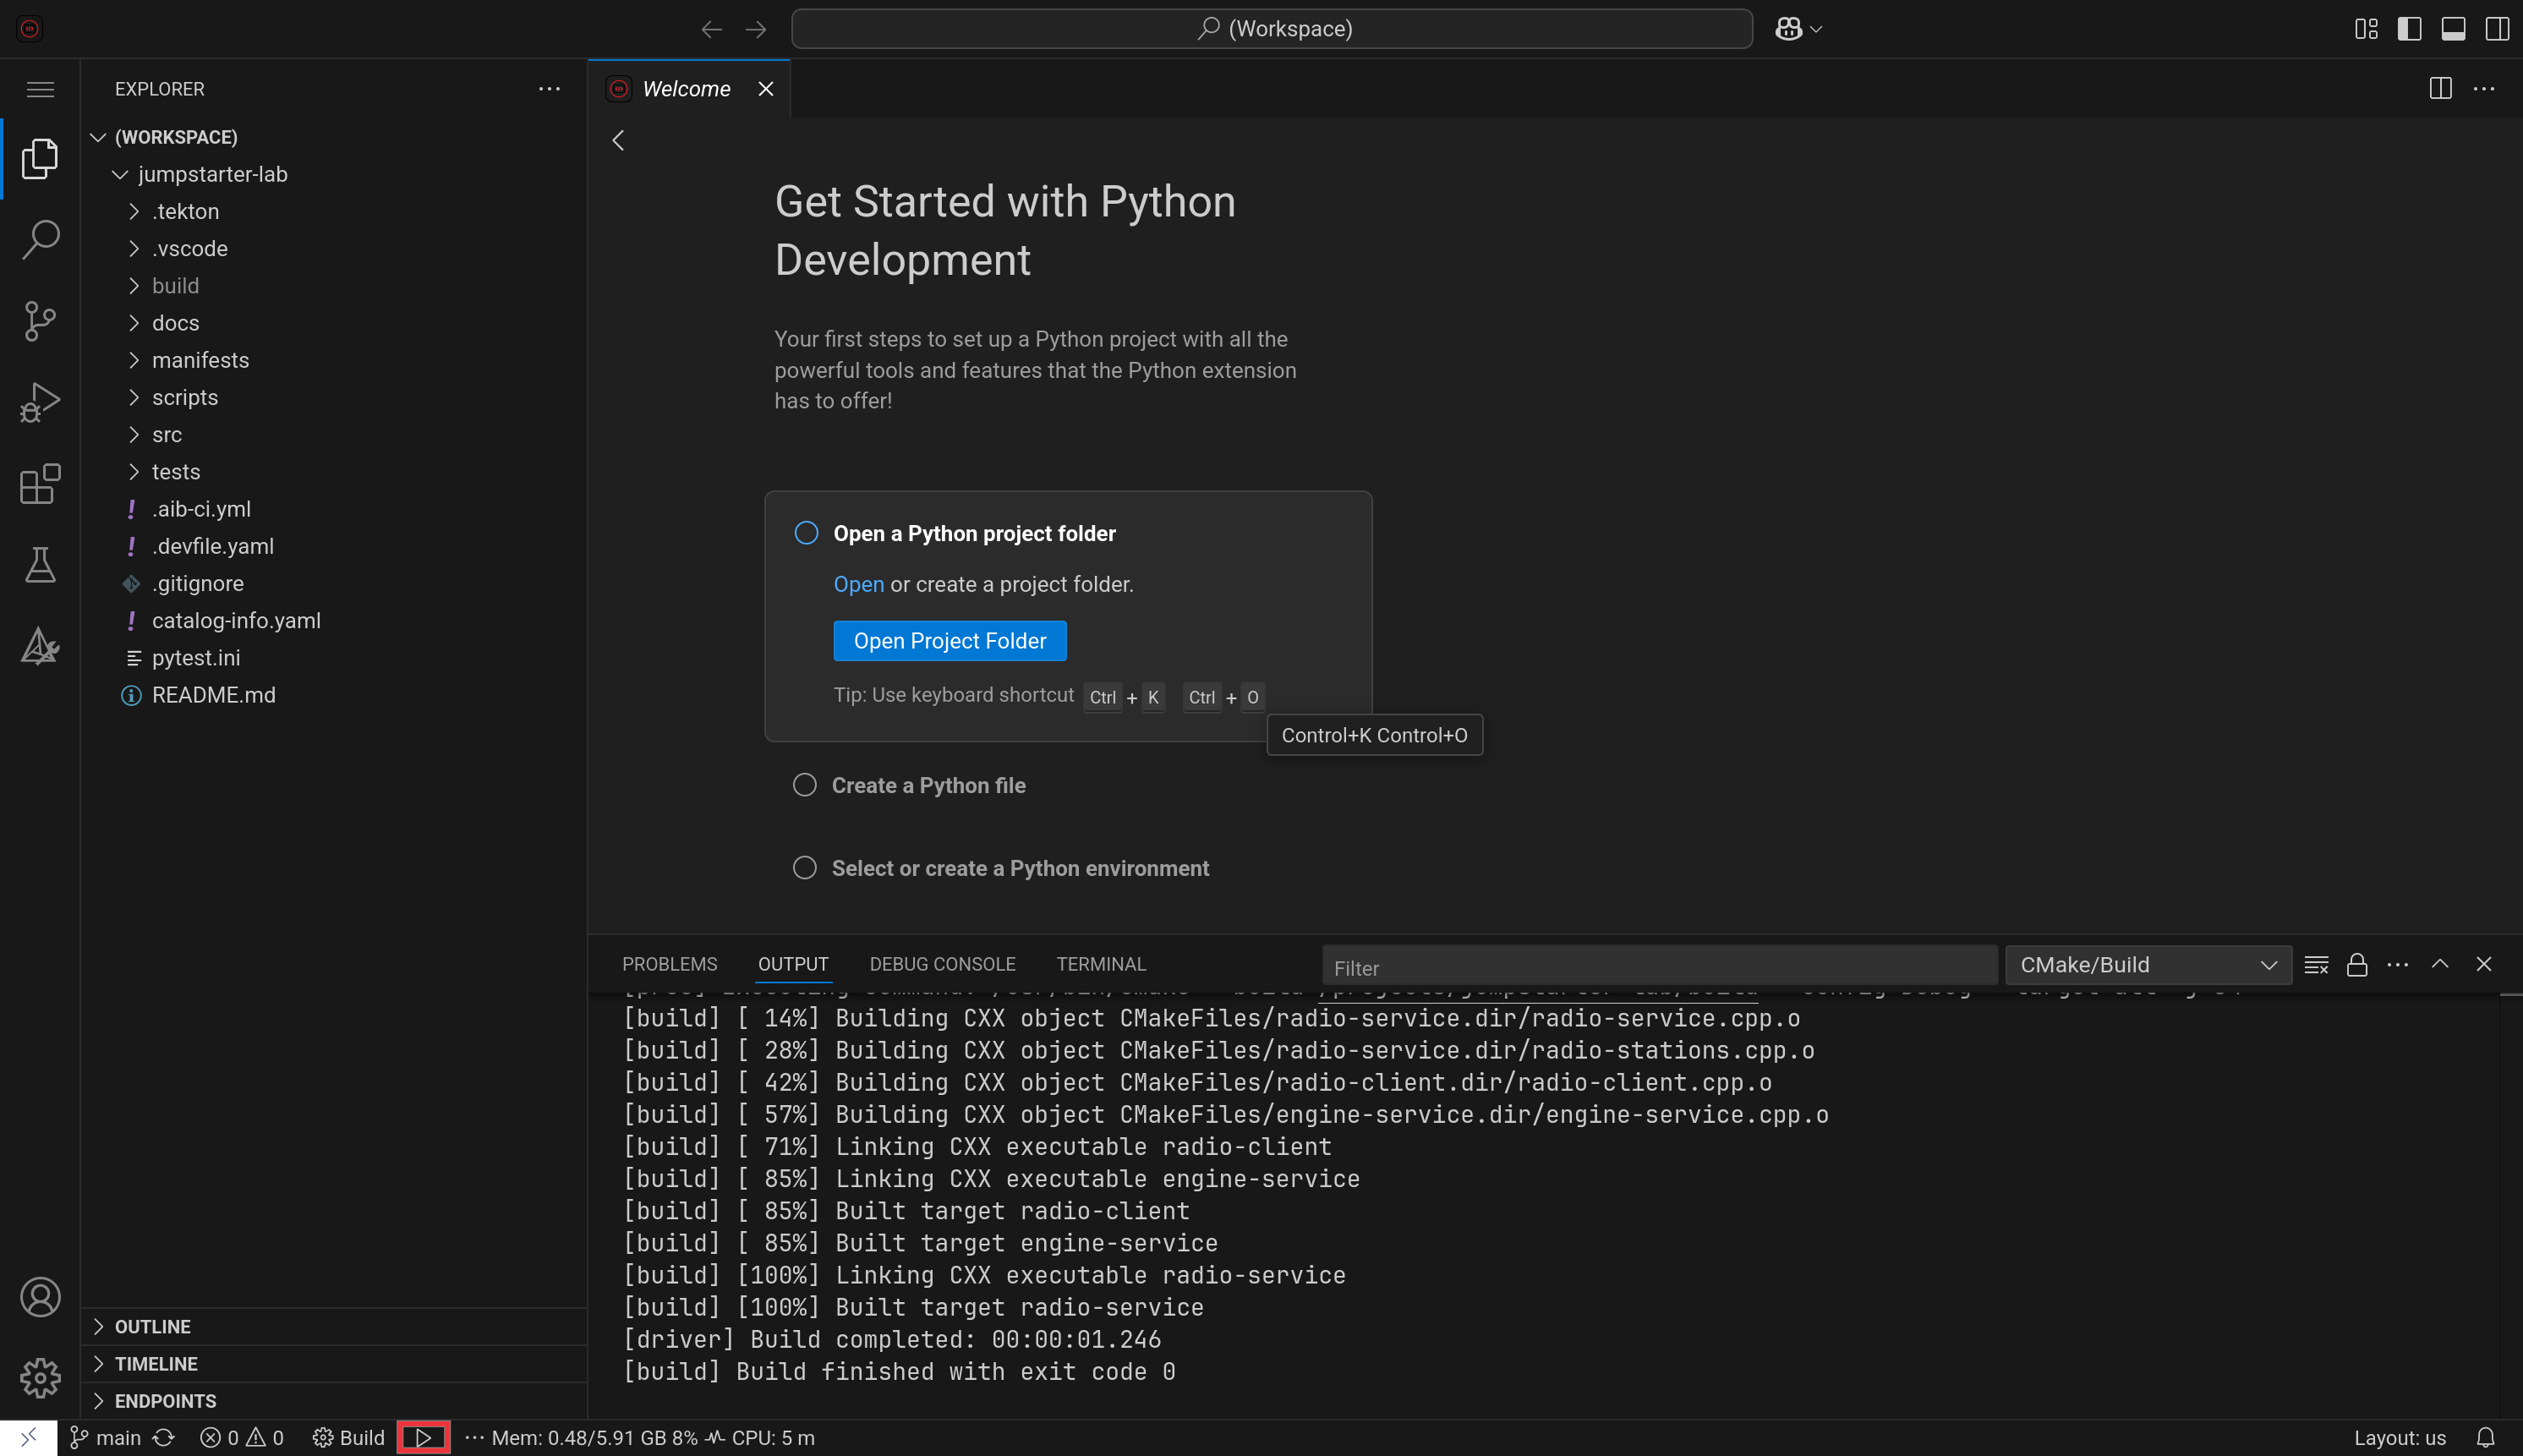 (Workspace)
EXPLORER
Welcome
(WORKSPACE)
jumpstarter-lab
.tekton
.vscode
build
docs
manifests
scripts
src
tests
.aib-ci.yml
.devfile.yaml
.gitignore
catalog-info.yaml
pytest.ini
README.md
OUTLINE
TIMELINE
ENDPOINTS
Get Started with Python
Development
Your first steps to set up a Python project with all the
powerful tools and features that the Python extension
has to offer!
Open a Python project folder
Open or create a project folder.
Open Project Folder
Tip: Use keyboard shortcut Ctrl + K Ctrl + O
Control+K Control+O
Create a Python file
Select or create a Python environment
PROBLEMS OUTPUT DEBUG CONSOLE TERMINAL Filter CMake/Build
[build] [ 14%] Building CXX object CMakeFiles/radio-service.dir/radio-service.cpp.o
[build] [ 28%] Building CXX object CMakeFiles/radio-service.dir/radio-stations.cpp.o
[build] [ 42%] Building CXX object CMakeFiles/radio-client.dir/radio-client.cpp.o
[build] [ 57%] Building CXX object CMakeFiles/engine-service.dir/engine-service.cpp.o
[build] [ 71%] Linking CXX executable radio-client
[build] [ 85%] Linking CXX executable engine-service
[build] [ 85%] Built target radio-client
[build] [ 85%] Built target engine-service
[build] [100%] Linking CXX executable radio-service
[build] [100%] Built target radio-service
[driver] Build completed: 00:00:01.246
[build] Build finished with exit code 0
main 0 0 Build Mem: 0.48/5.91 GB 8% CPU: 5 m Layout: us